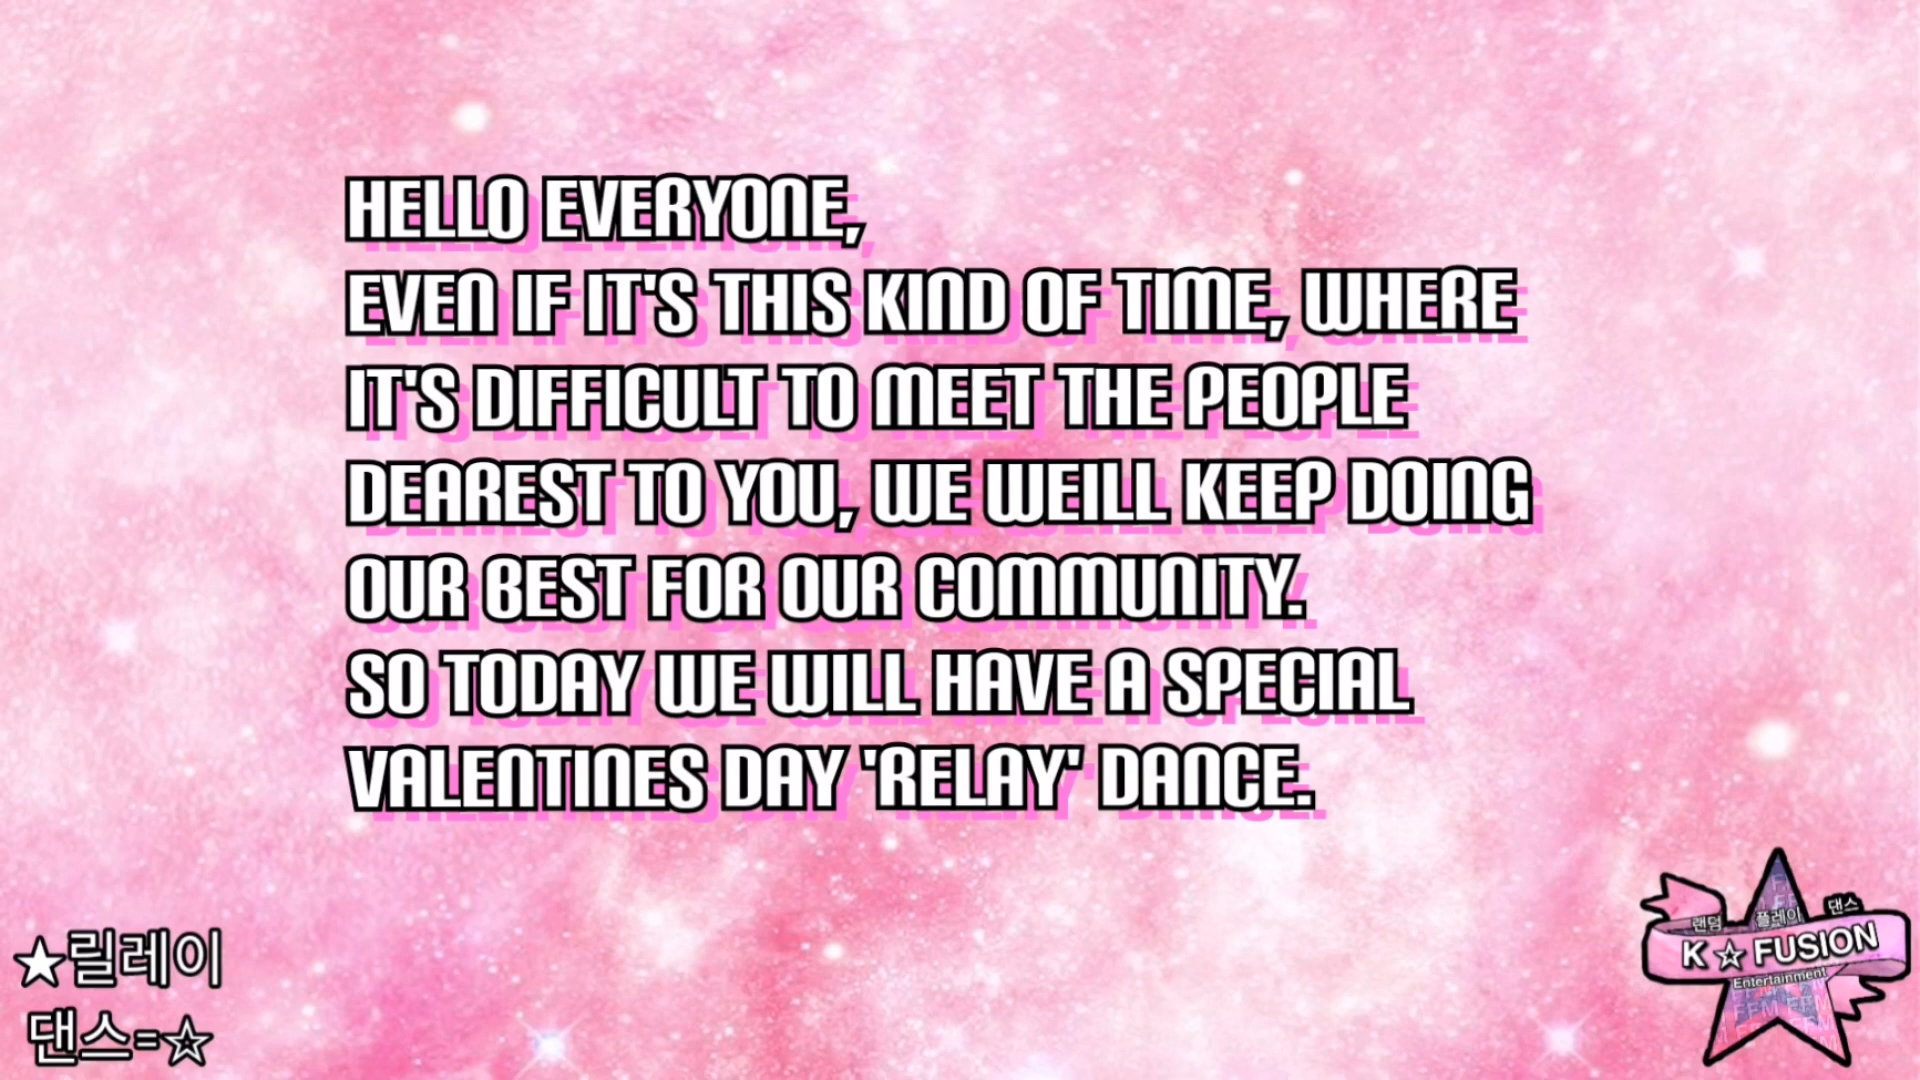 HELLO EVERYONE,
EVEN IF IT'S THIS KIND OF TIME, WHERE
IT'S DIFFICULT TO MEET THE PEOPLE
DEAREST TO YOU, WE WEILL KEEP DOING
OUR BEST FOR OUR COMMUNITY.
SO TODAY WE WILL HAVE A SPECIAL
VALENTINES DAY 'RELAY' DANCE.
★릴레이
댄스=☆
랜덤 플레이 댄스
K ☆ FUSION
Entertainment